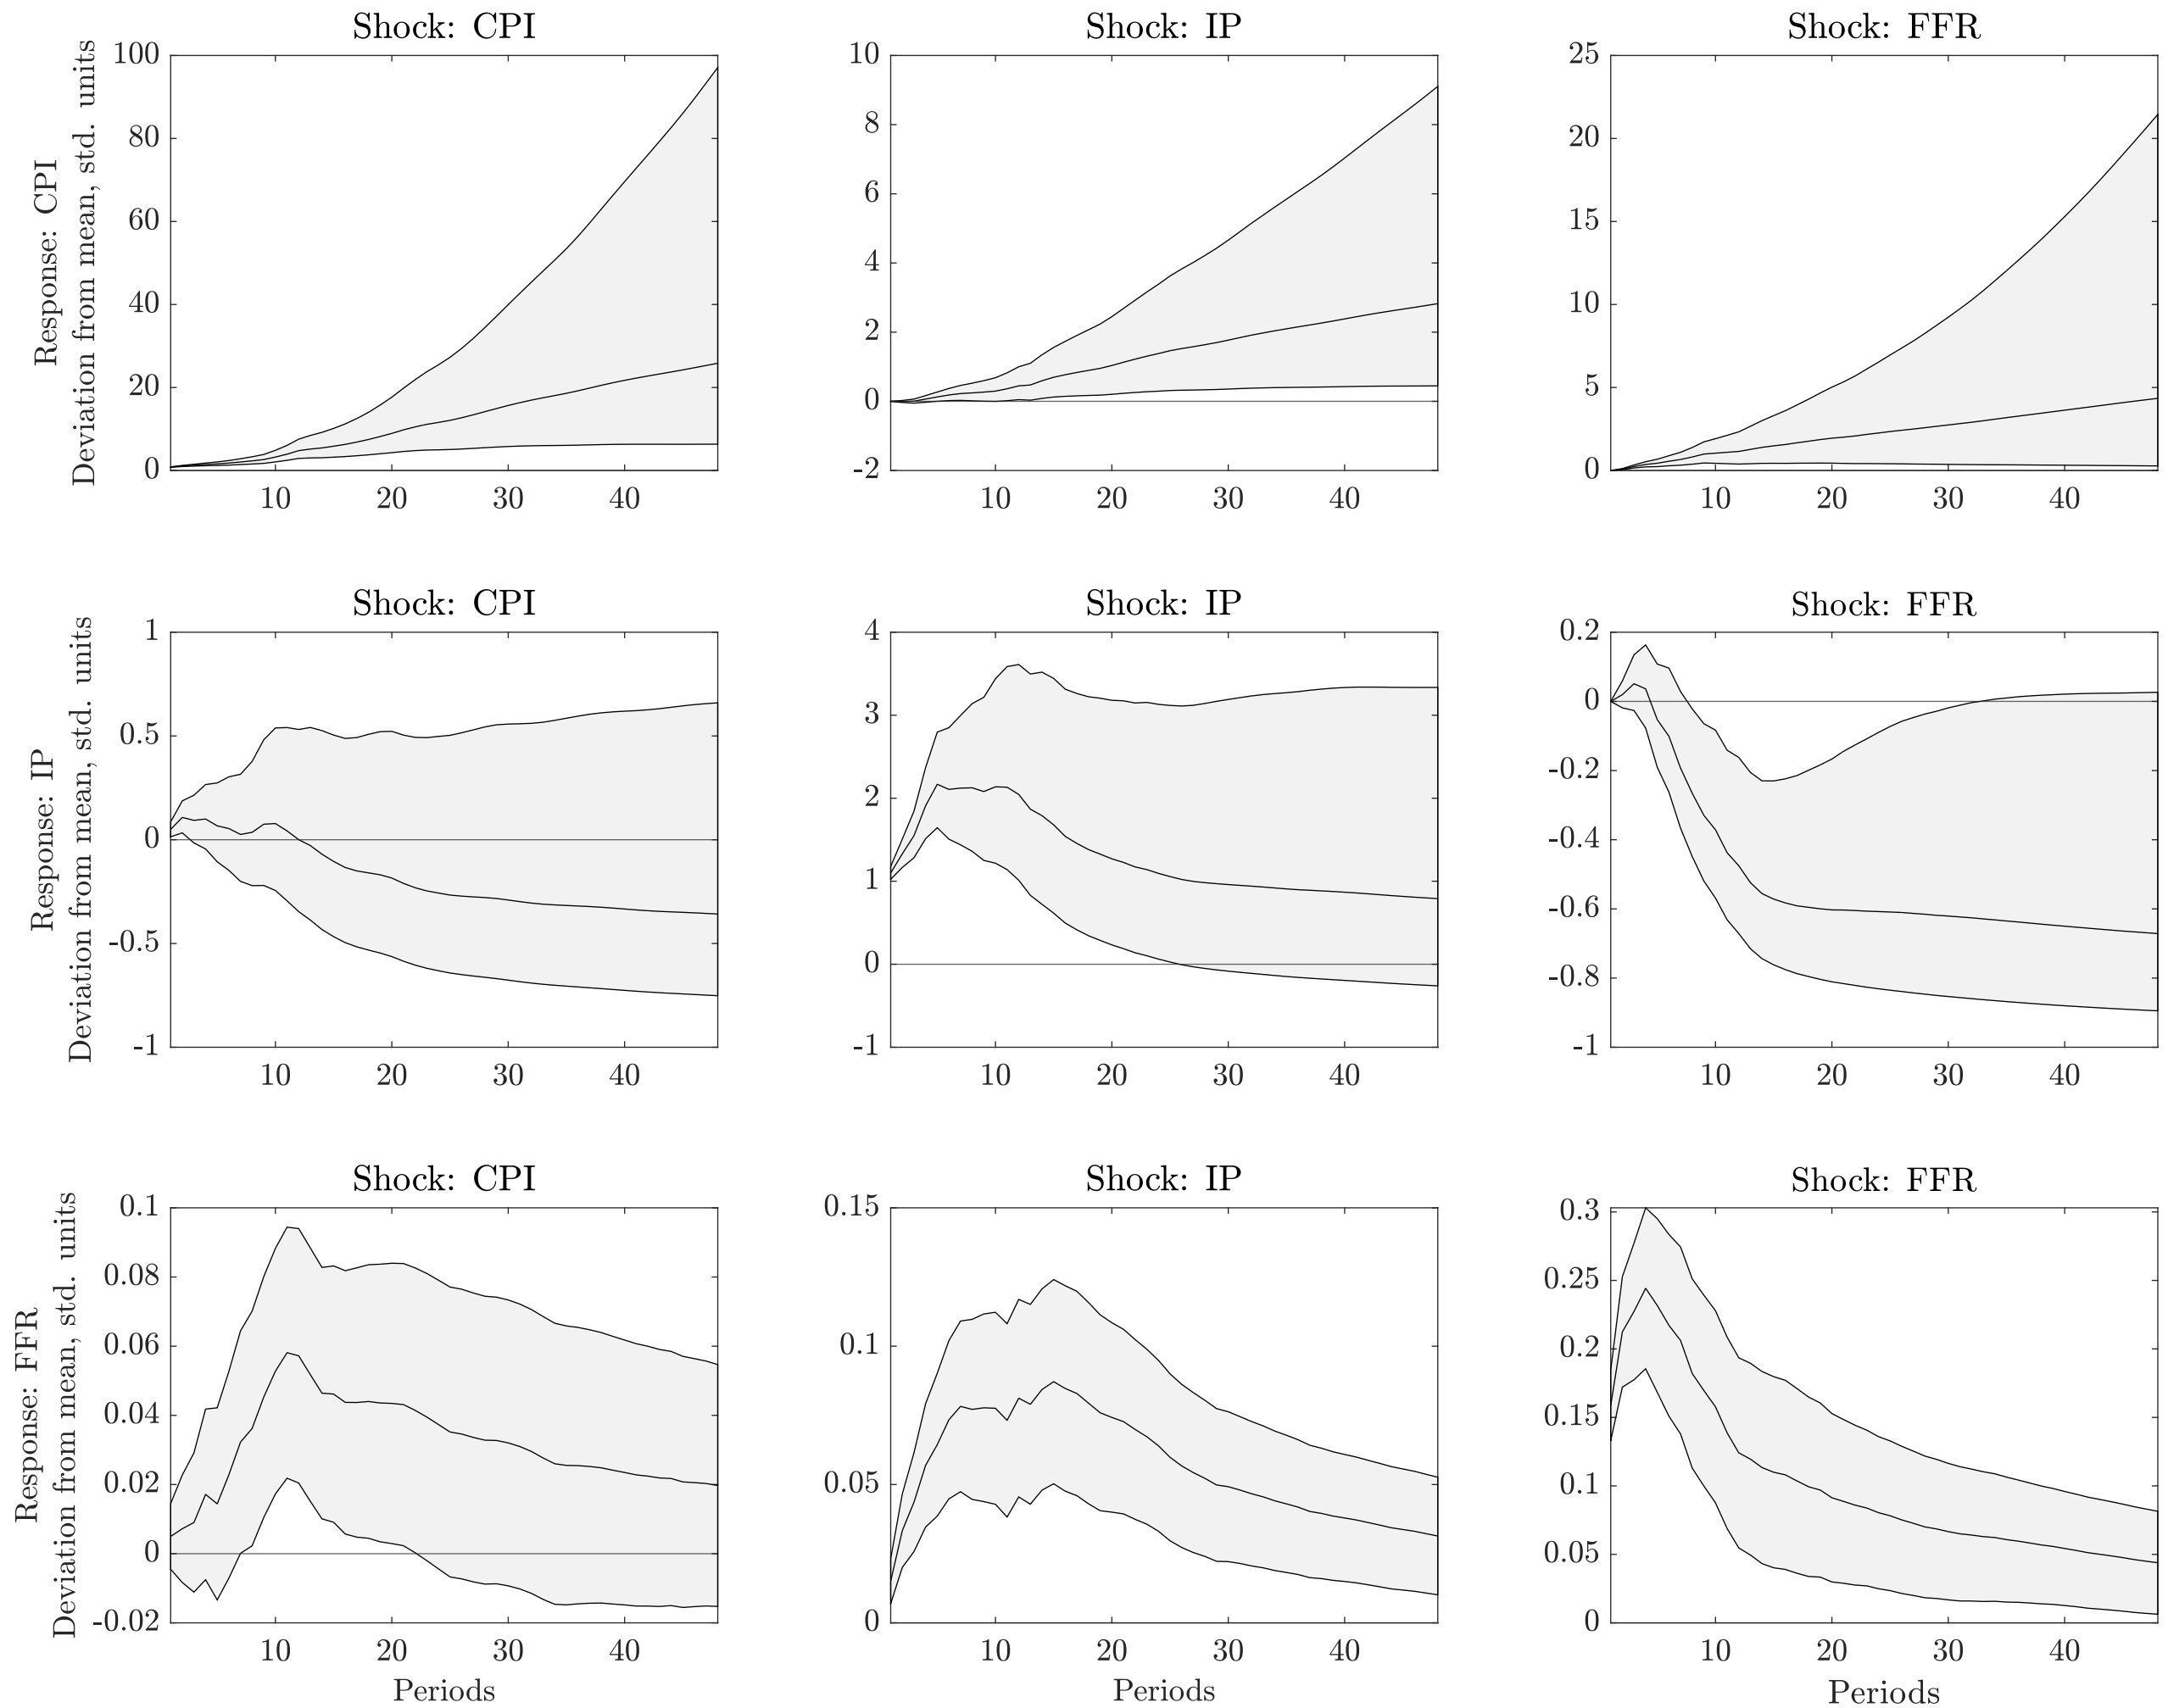 Shock: CPI
Shock: IP
Shock: FFR
Response: CPI
Deviation from mean, std. units
100
80
60
40
20
0
10 20 30 40
10
8
6
4
2
0
-2
10 20 30 40
25
20
15
10
5
0
10 20 30 40
Shock: CPI
Shock: IP
Shock: FFR
Response: IP
Deviation from mean, std. units
1
0.5
0
-0.5
-1
10 20 30 40
4
3
2
1
0
-1
10 20 30 40
0.2
0
-0.2
-0.4
-0.6
-0.8
-1
10 20 30 40
Shock: CPI
Shock: IP
Shock: FFR
Response: FFR
Deviation from mean, std. units
0.1
0.08
0.06
0.04
0.02
0
-0.02
10 20 30 40
Periods
0.15
0.1
0.05
0
10 20 30 40
Periods
0.3
0.25
0.2
0.15
0.1
0.05
0
10 20 30 40
Periods